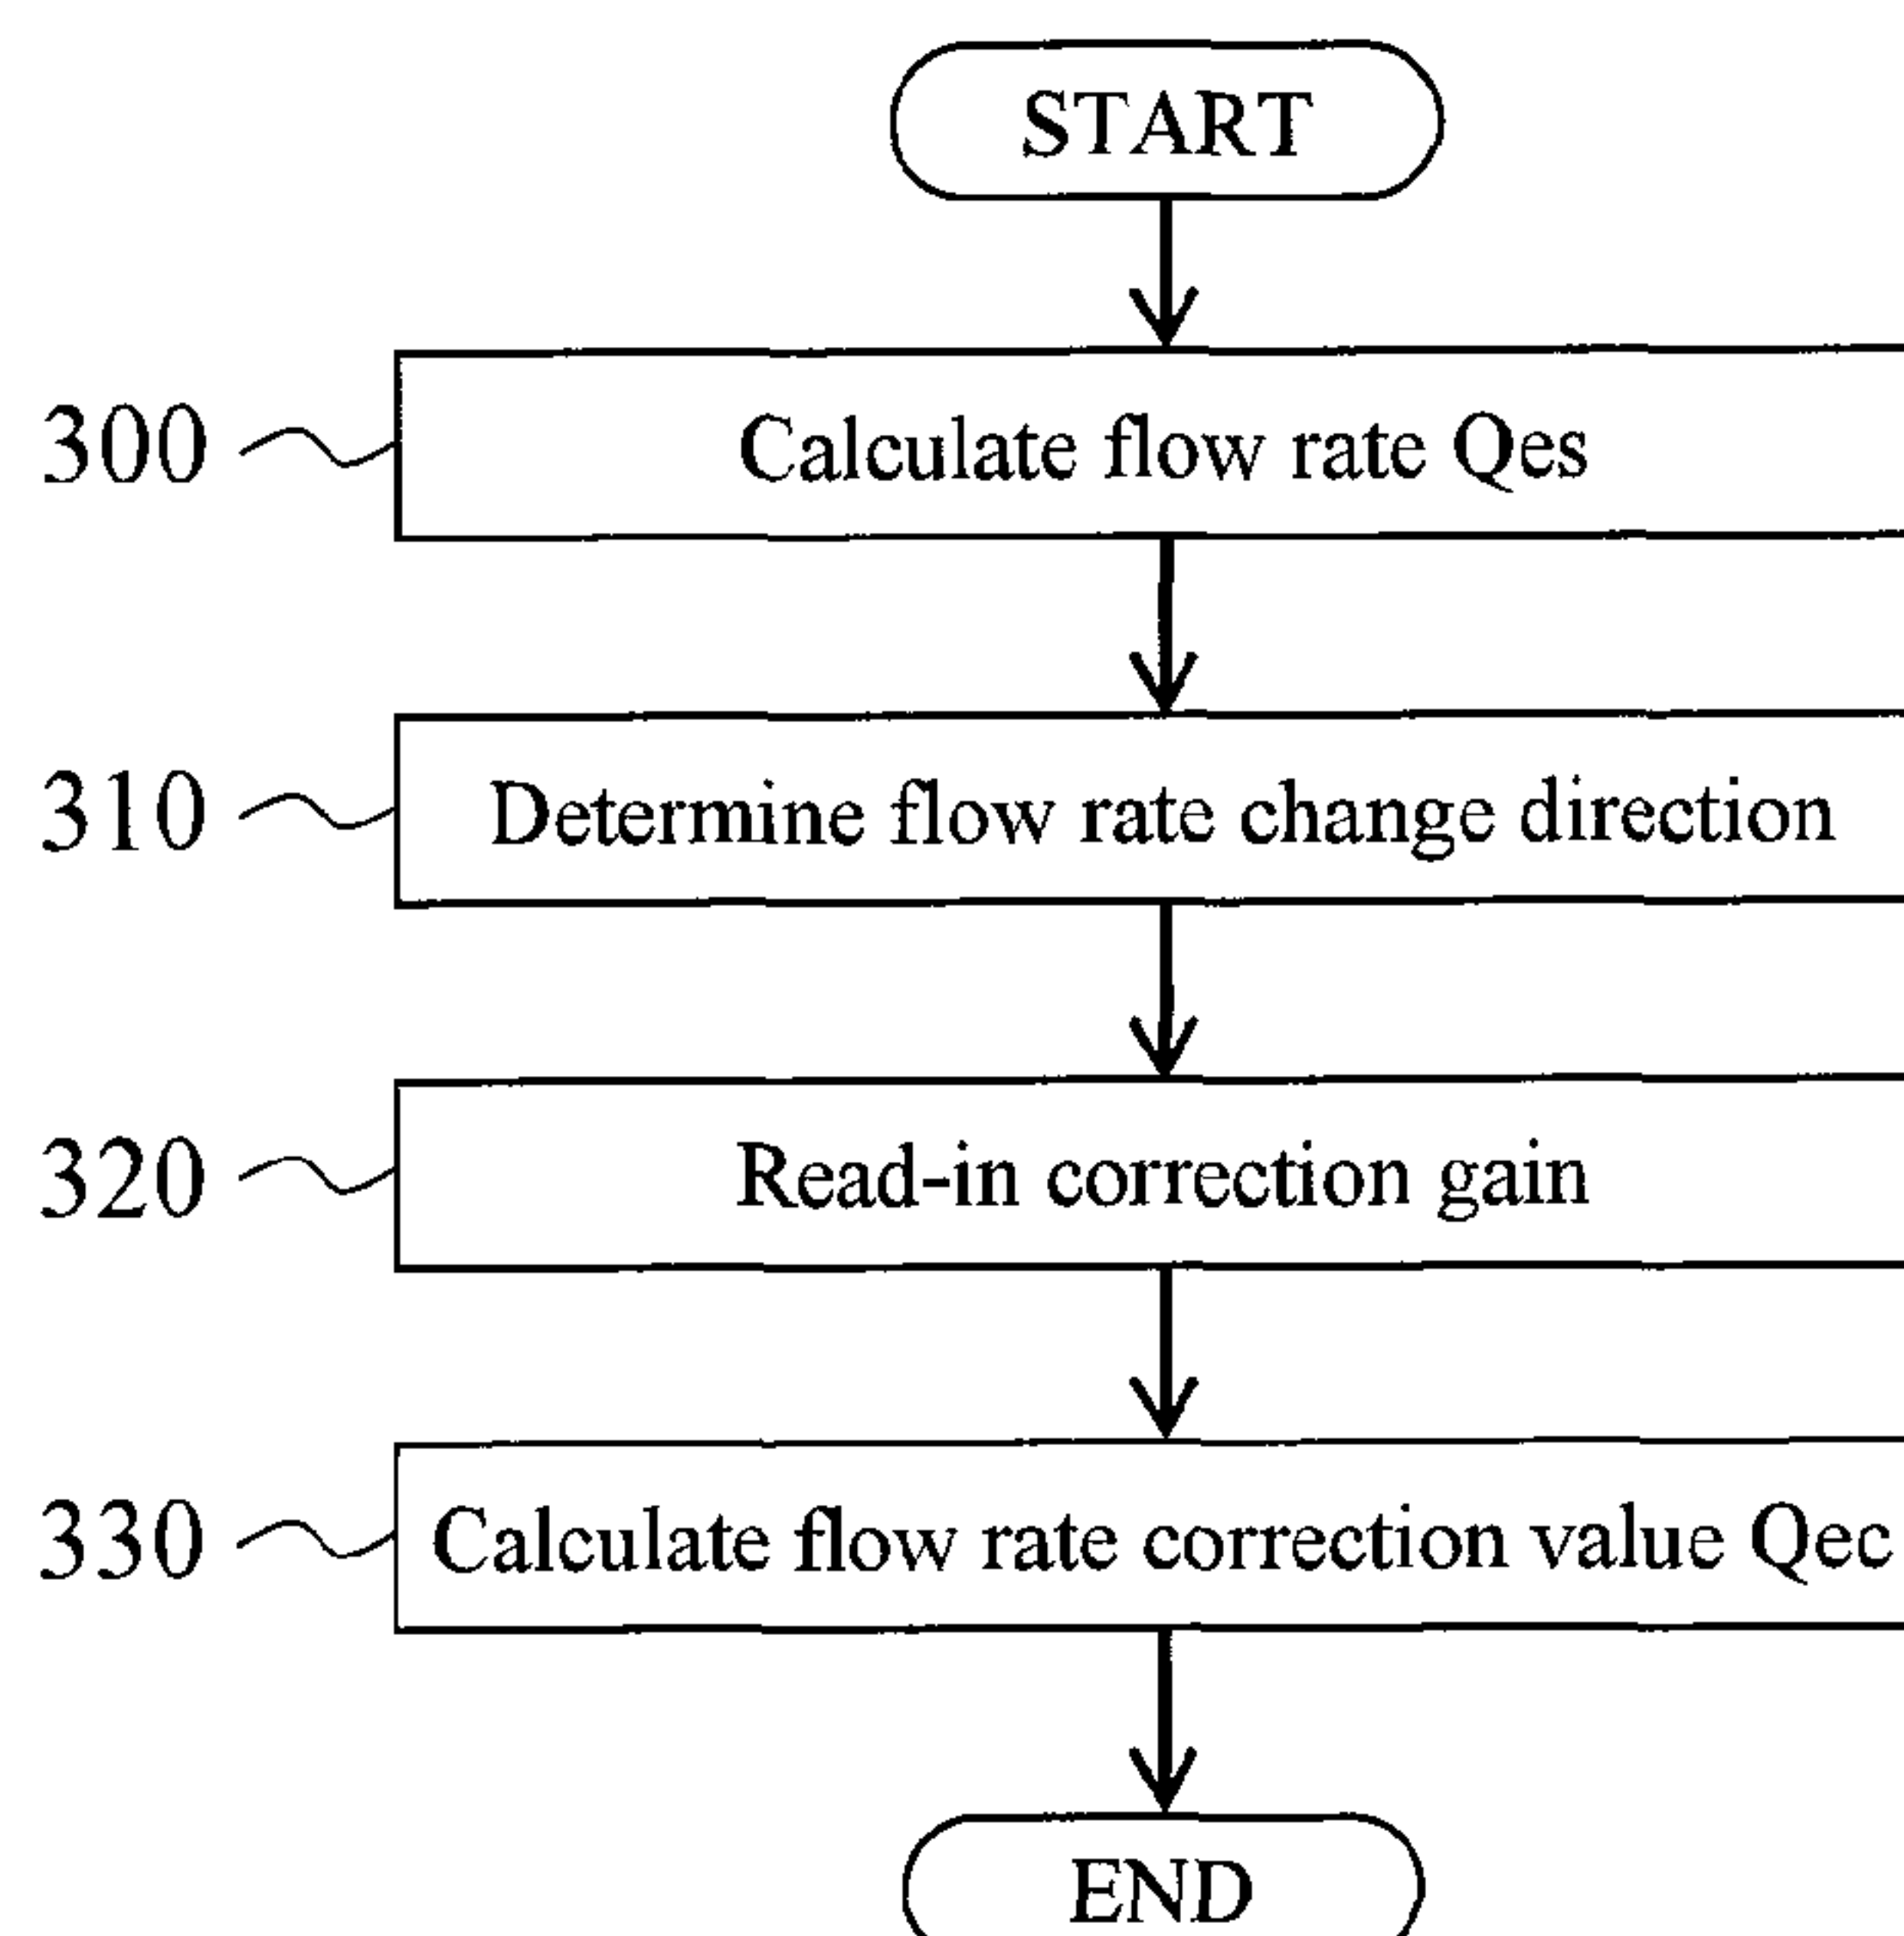 START
300 Calculate flow rate Qes
310 Determine flow rate change direction
320 Read-in correction gain
330 Calculate flow rate correction value Qec
END